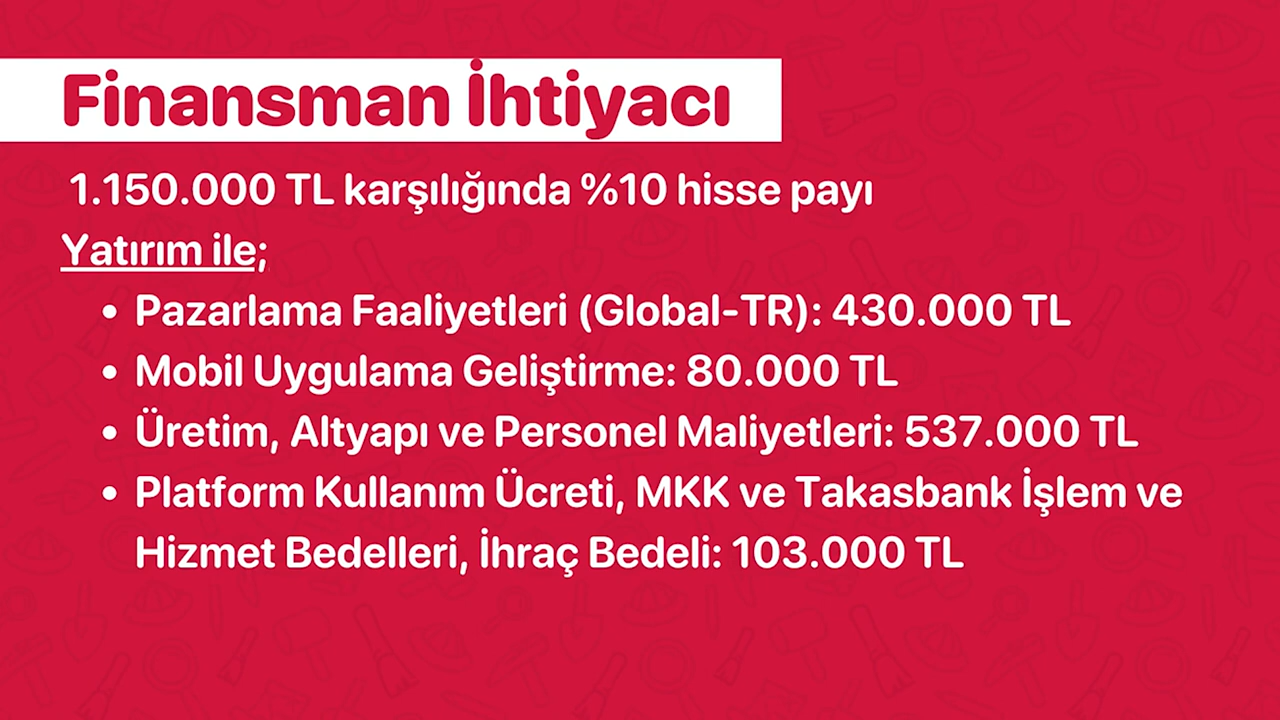 Finansman İhtiyacı
1.150.000 TL karşılığında %10 hisse payı
Yatırım ile;
• Pazarlama Faaliyetleri (Global-TR): 430.000 TL
• Mobil Uygulama Geliştirme: 80.000 TL
• Üretim, Altyapı ve Personel Maliyetleri: 537.000 TL
• Platform Kullanım Ücreti, MKK ve Takasbank İşlem ve
Hizmet Bedelleri, İhraç Bedeli: 103.000 TL